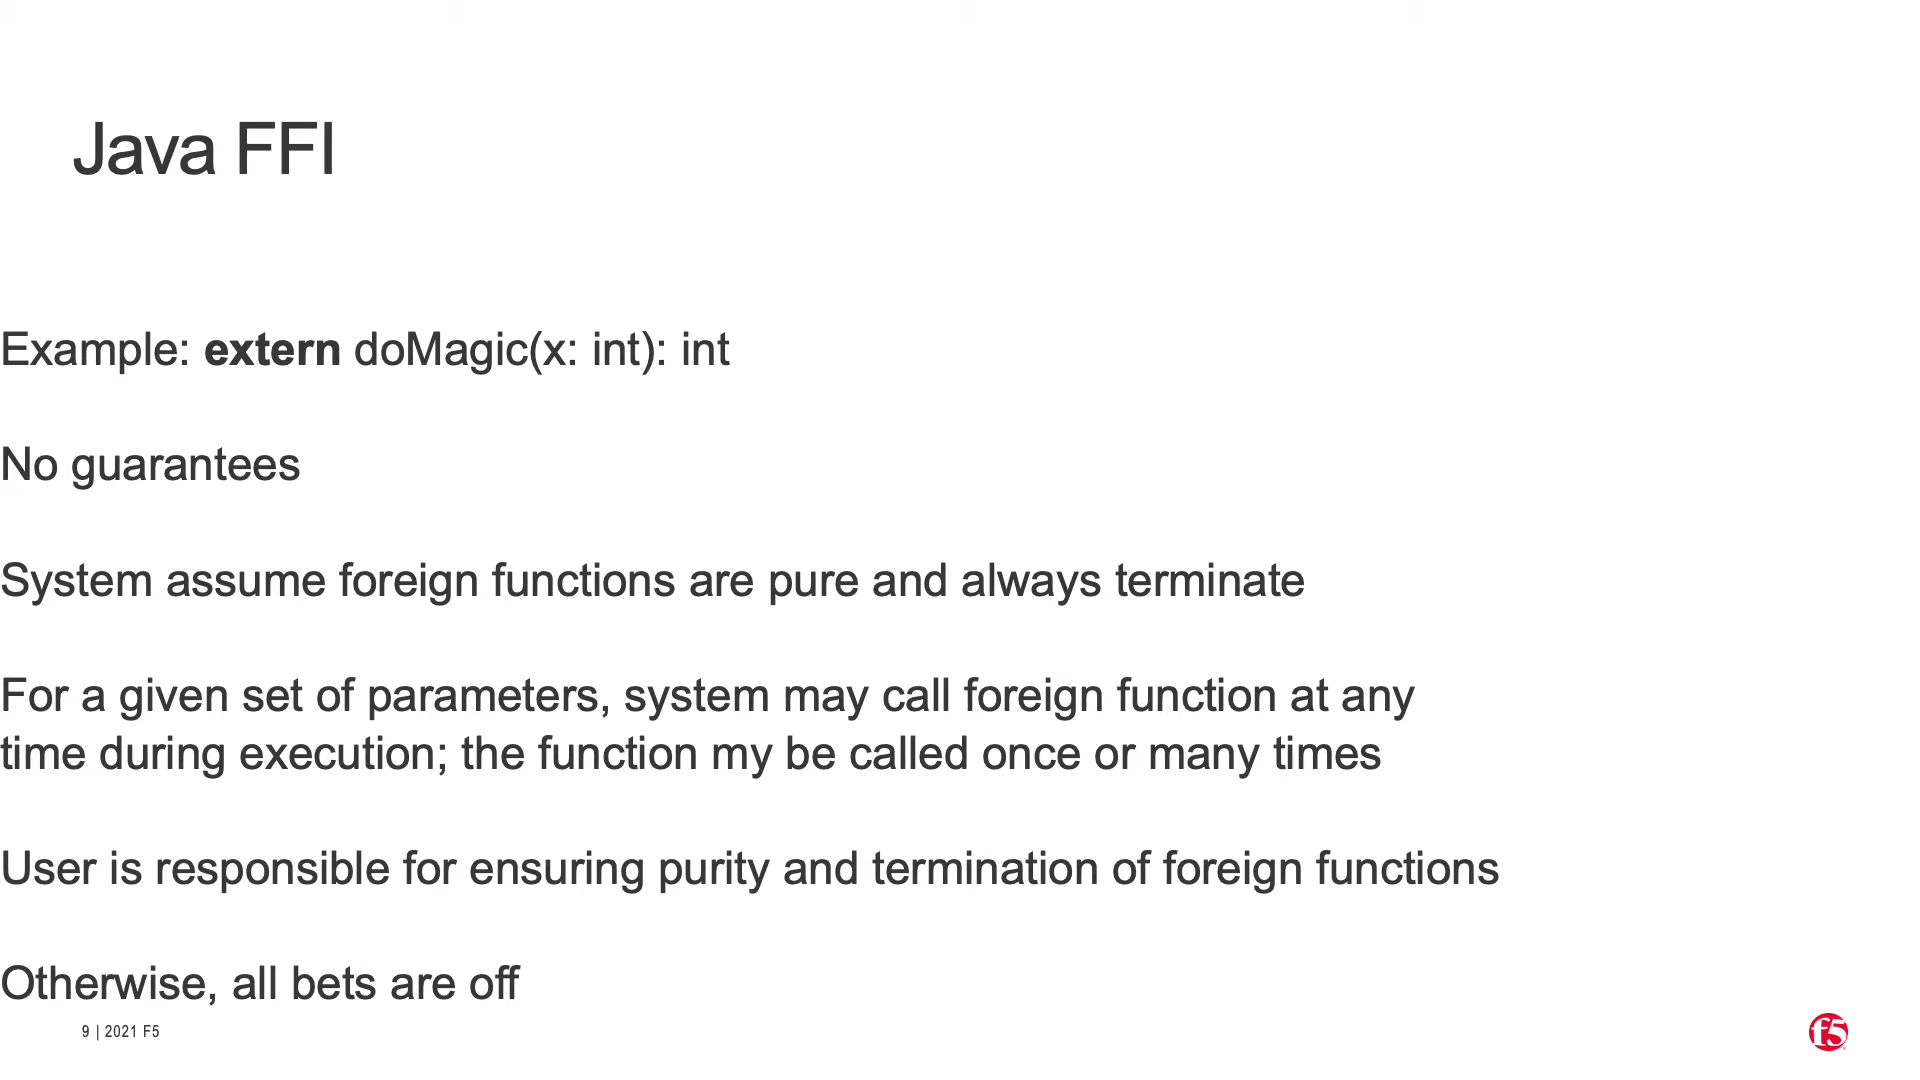 Java FFI
Example: extern doMagic(x: int): int
No guarantees
System assume foreign functions are pure and always terminate
For a given set of parameters, system may call foreign function at any
time during execution; the function my be called once or many times
User is responsible for ensuring purity and termination of foreign functions
Otherwise, all bets are off
9 | 2021 F5
f5